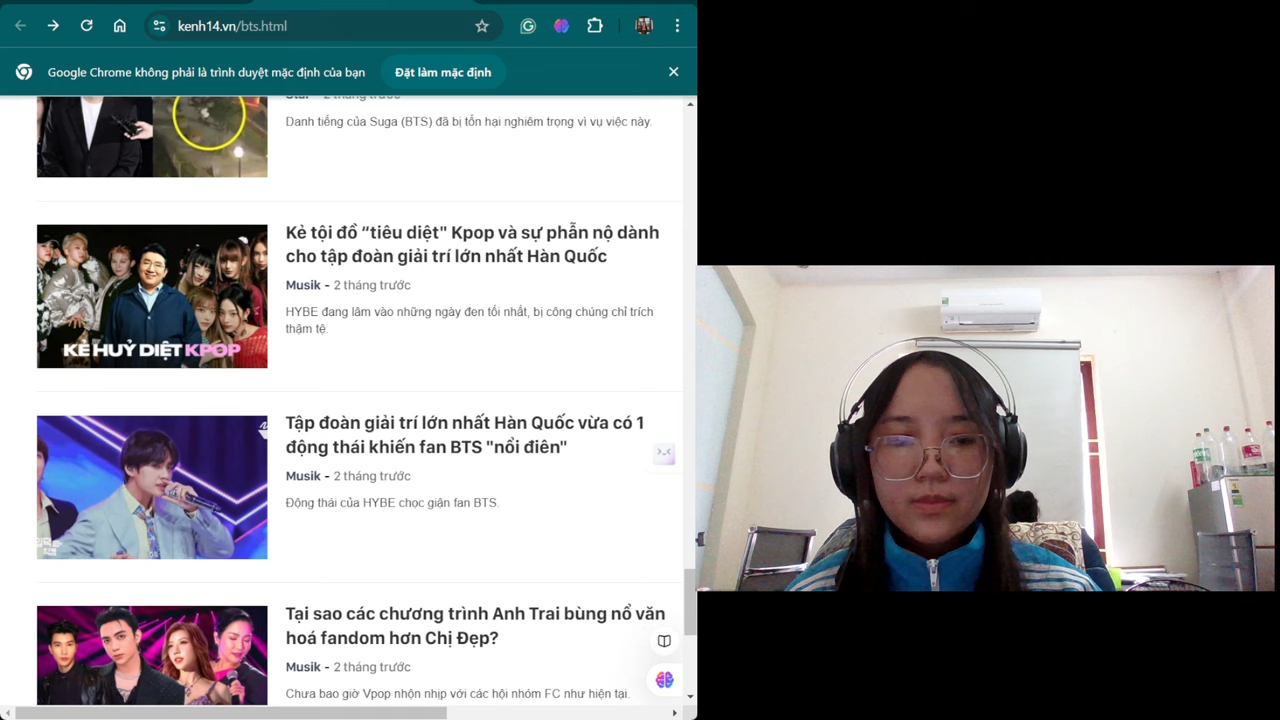 kenh14.vn/bts.html
Google Chrome không phải là trình duyệt mặc định của bạn
Đặt làm mặc định
Star - 2 tháng trước
Danh tiếng của Suga (BTS) đã bị tổn hại nghiêm trọng vì vụ việc này.
Kẻ tội đồ “tiêu diệt" Kpop và sự phẫn nộ dành
cho tập đoàn giải trí lớn nhất Hàn Quốc
Musik - 2 tháng trước
HYBE đang lâm vào những ngày đen tối nhất, bị công chúng chỉ trích
thậm tệ.
KẺ HUỶ DIỆT KPOP
Tập đoàn giải trí lớn nhất Hàn Quốc vừa có 1
động thái khiến fan BTS "nổi điên"
Musik - 2 tháng trước
Động thái của HYBE chọc giận fan BTS.
Tại sao các chương trình Anh Trai bùng nổ văn
hoá fandom hơn Chị Đẹp?
Musik - 2 tháng trước
Chưa bao giờ Vpop nhộn nhịp với các hội nhóm FC như hiện tại.